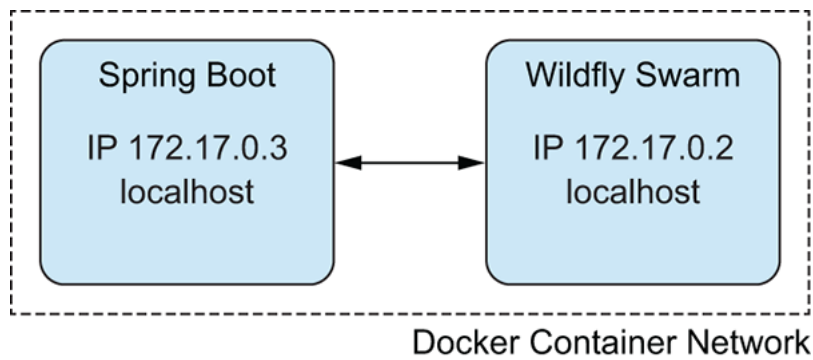 Spring Boot
IP 172.17.0.3
localhost
Wildfly Swarm
IP 172.17.0.2
localhost
Docker Container Network